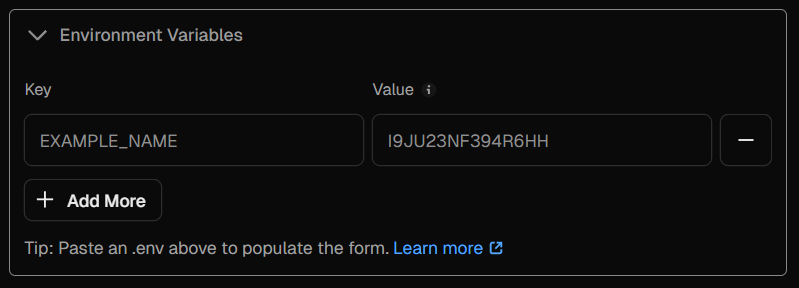 Environment Variables
Key
Value
EXAMPLE_NAME
I9JU23NF394R6HH
Add More
Tip: Paste an .env above to populate the form. Learn more